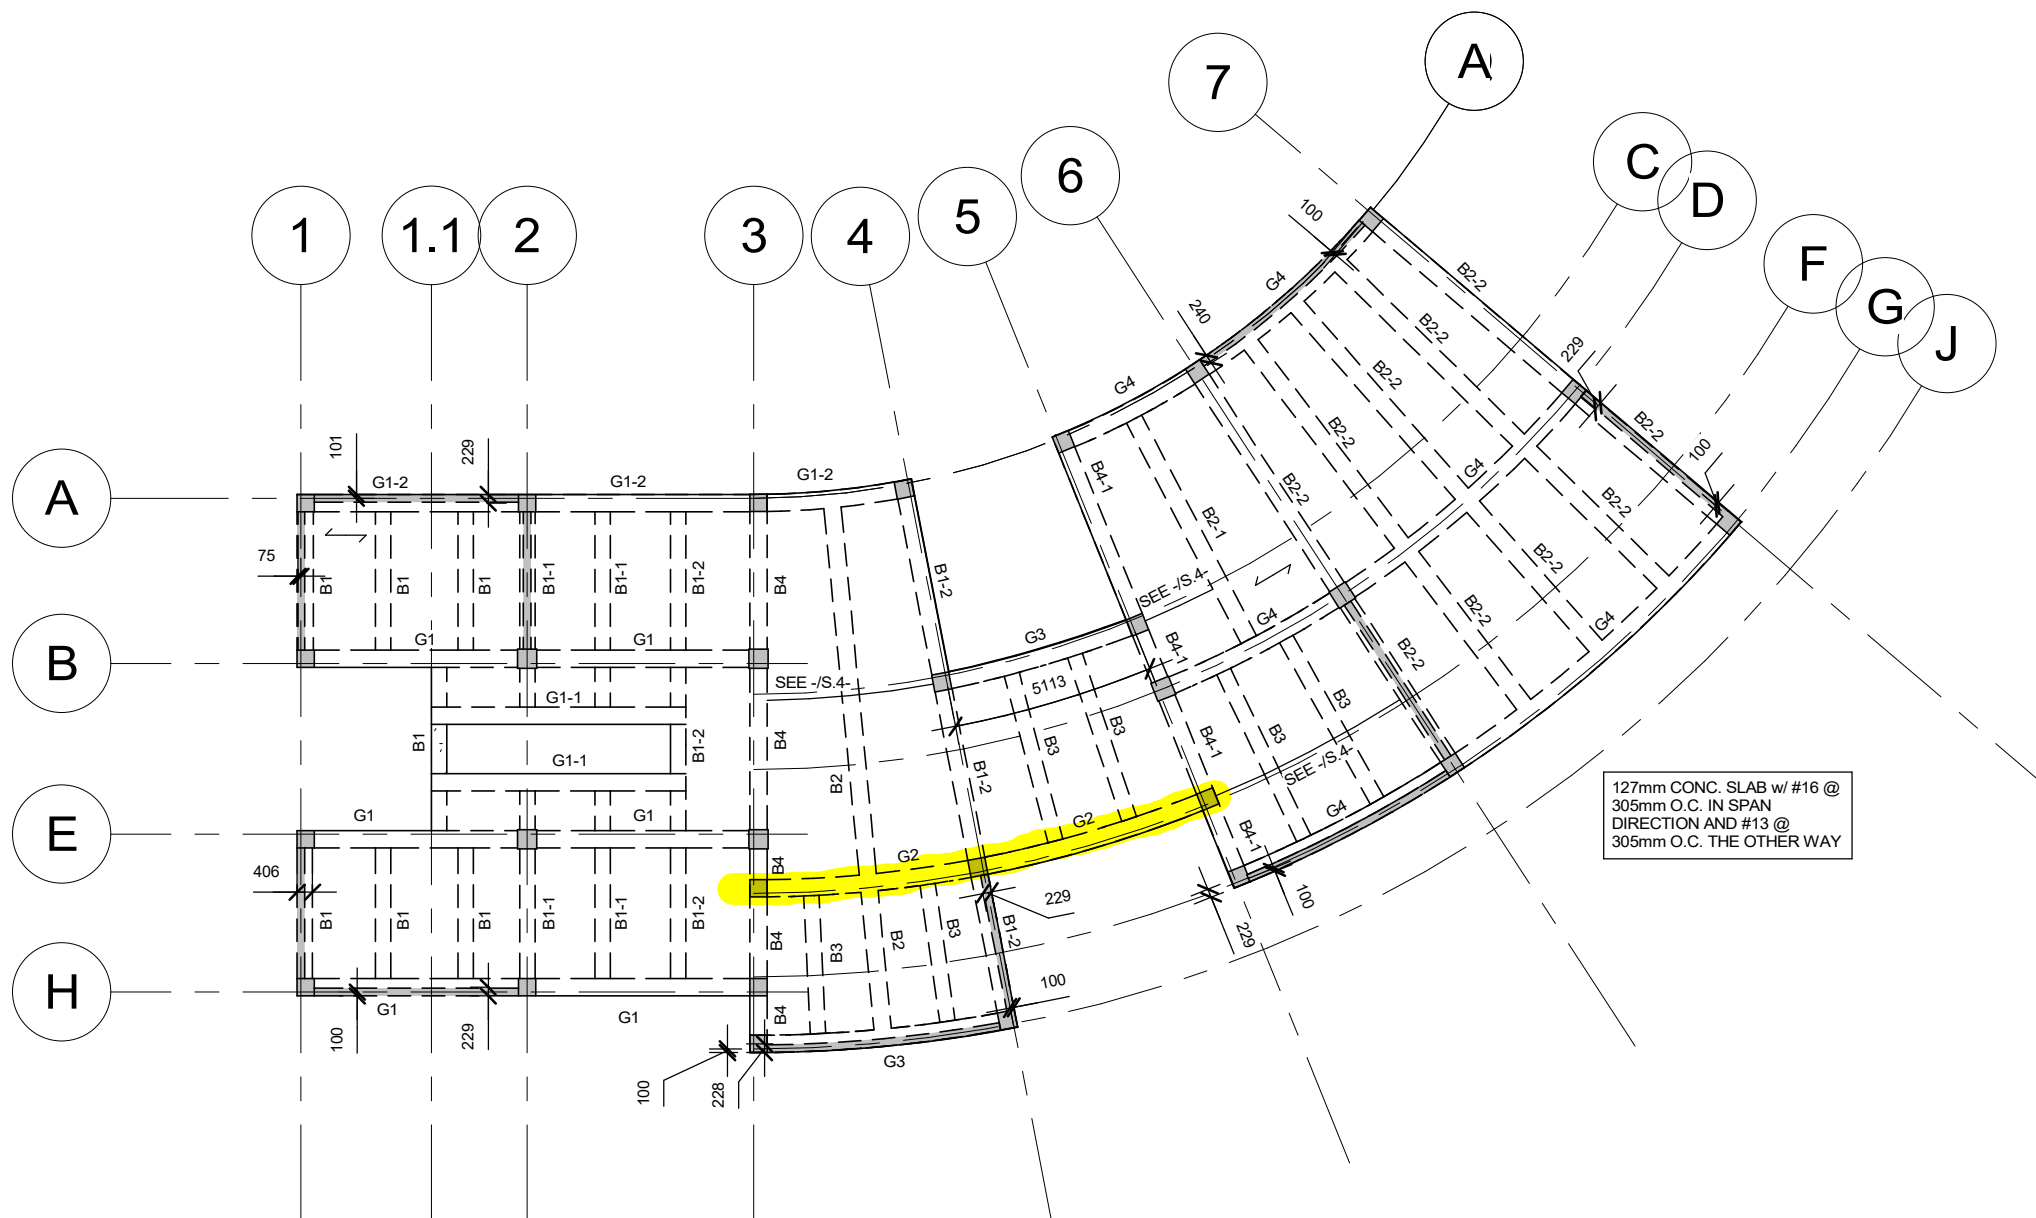 A
7
C
6
D
5
1
1.1
2
3
4
F
G
J
100
B2-2
G4
240
B2-2
229
G4
B2-2
B2-2
100
101
229
G1-2
G1-2
G1-2
B4-1
B2-2
G4
A
B2-1
B2-2
B2-2
75
B1
B1
B1
B1-1
B1-1
B1-2
B4
B1-2
SEE -/S.4-
B2-2
G1
G1
G3
G4
B2-2
G4
B
B4-1
SEE -/S.4-
5113
B2-2
G1-1
B3
B1
B1-2
B4
B3
B3
B4-1
B3
G1-1
B2
B1-2
SEE -/S.4-
127mm CONC. SLAB w/ #16 @
305mm O.C. IN SPAN
DIRECTION AND #13 @
305mm O.C. THE OTHER WAY
E
G1
G1
G2
G4
B4
G2
B4-1
406
B1
B1
B1
B1-1
B1-1
B1-2
229
100
B4
B3
B2
B3
B1-2
229
H
100
G1
G1
B4
100
229
G3
100
228